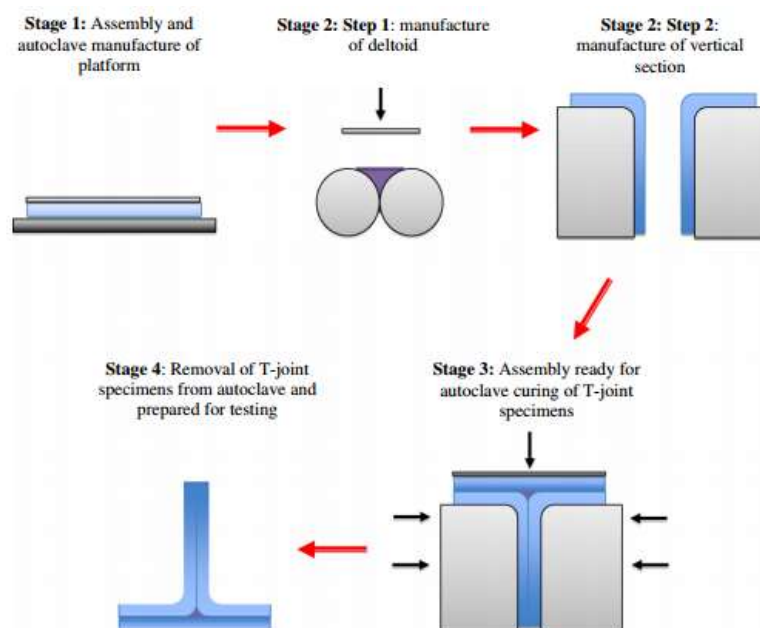 Stage 1: Assembly and
autoclave manufacture of
platform
Stage 2: Step 1: manufacture
of deltoid
Stage 2: Step 2:
manufacture of vertical
section
Stage 4: Removal of T-joint
specimens from autoclave and
prepared for testing
Stage 3: Assembly ready for
autoclave curing of T-joint
specimens